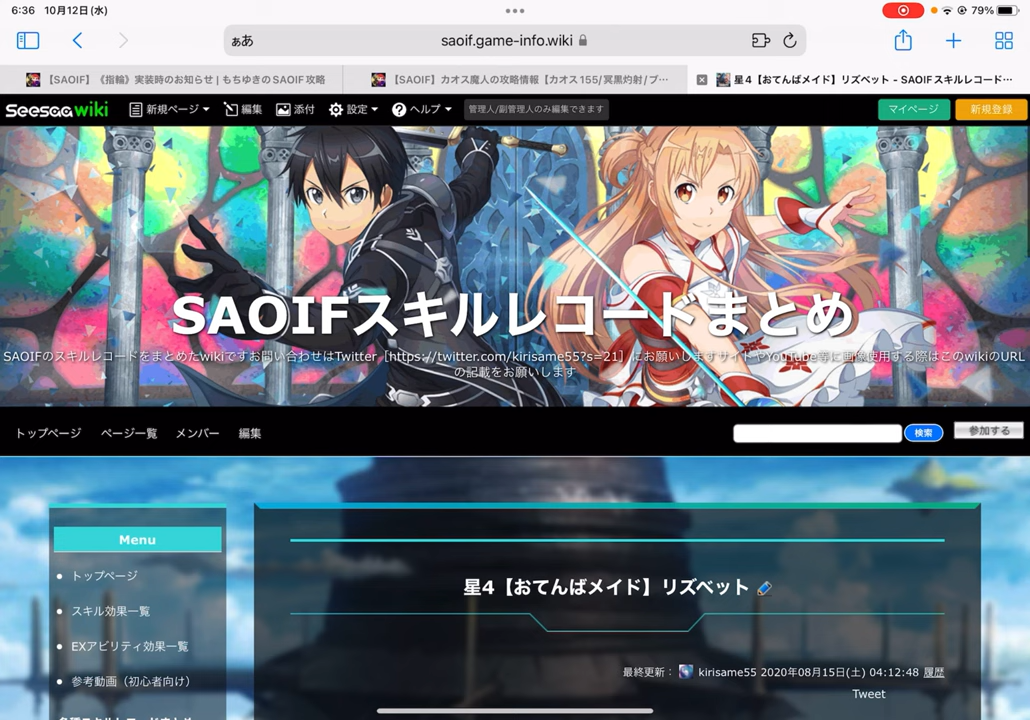 6:36 10月12日(水)
79%
ぁあ
saoif.game-info.wiki
【SAOIF】《指輪》実装時のお知らせ | もちゆきのSAOIF攻略
【SAOIF】カオス魔人の攻略情報【カオス155/冥黒灼射/ブ…
星4【おてんばメイド】リズベット - SAOIFスキルレコード…
Seesaa wiki
新規ページ
編集
添付
設定
ヘルプ
管理人/副管理人のみ編集できます
マイページ
新規登録
SAOIFスキルレコードまとめ
SAOIFのスキルレコードをまとめたwikiですお問い合わせはTwitter［https://twitter.com/kirisame55?s=21］にお願いしますサイトやYouTube等に画像使用する際はこのwikiのURL
の記載をお願いします
トップページ
ページ一覧
メンバー
編集
検索
参加する
Menu
トップページ
スキル効果一覧
EXアビリティ効果一覧
参考動画（初心者向け）
星4【おてんばメイド】リズベット
最終更新： kirisame55 2020年08月15日(土) 04:12:48 履歴
Tweet